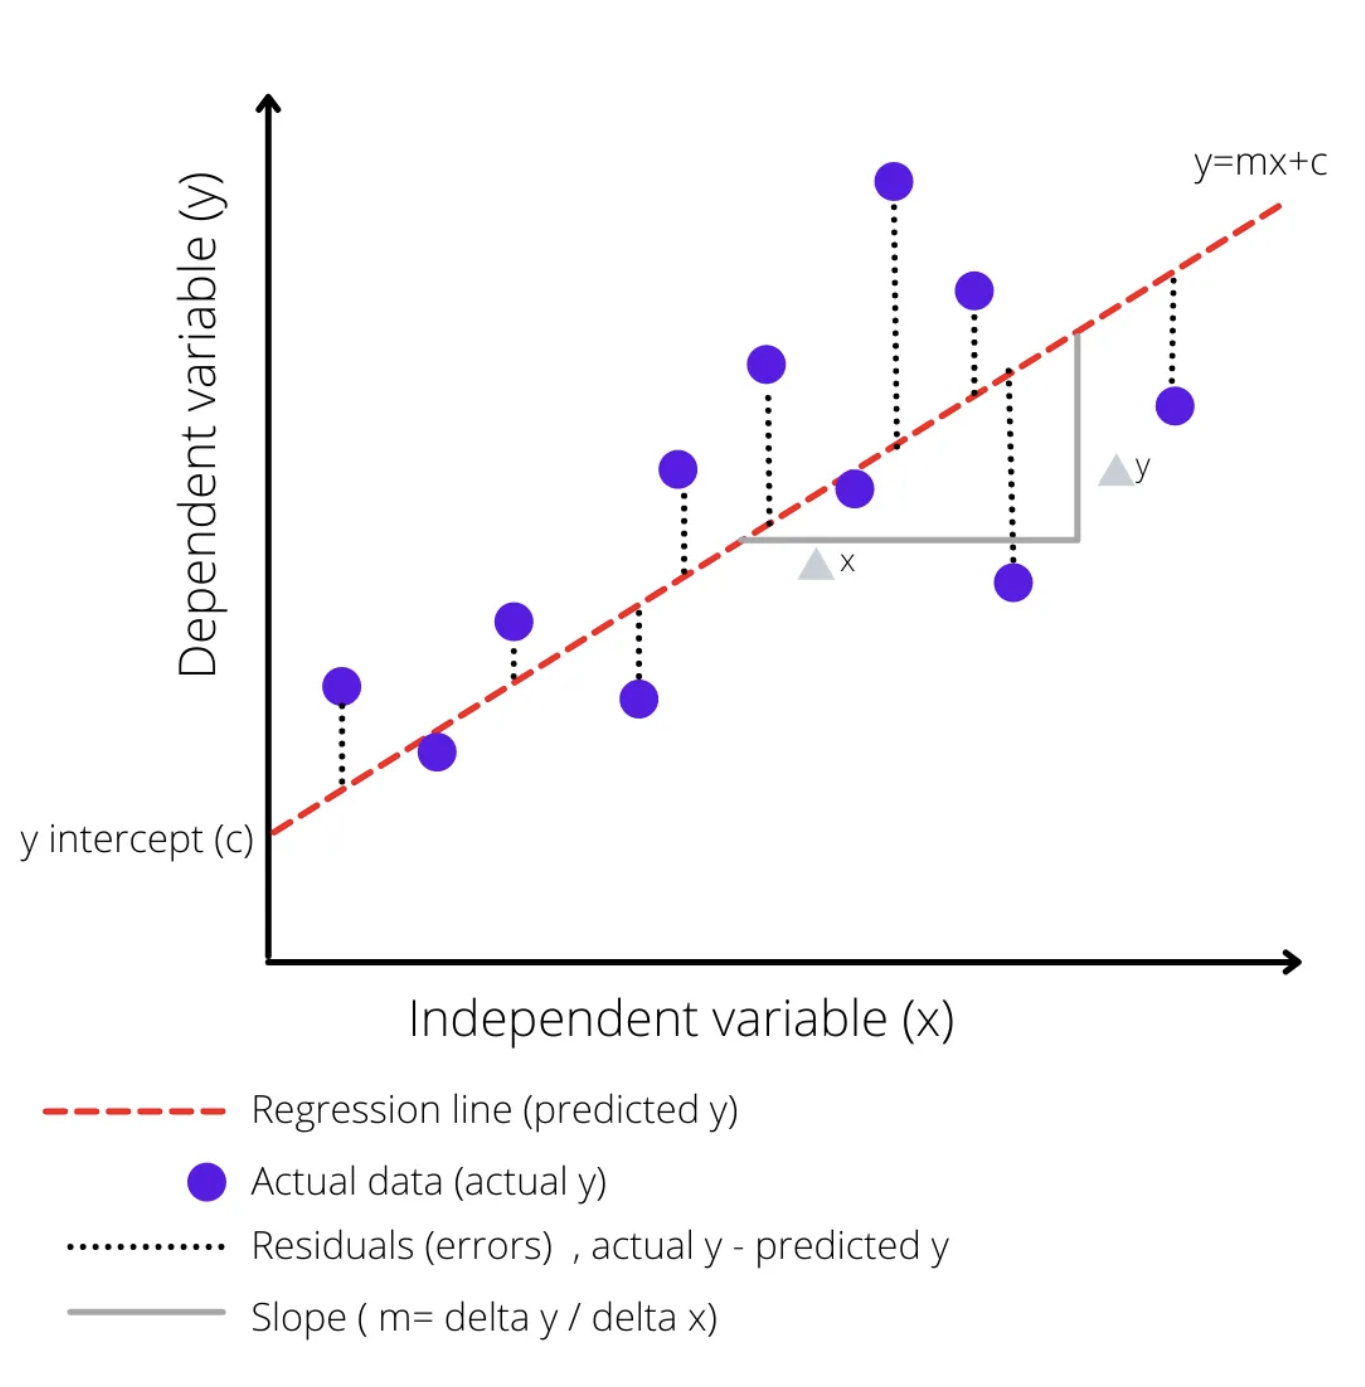 y=mx+c
Dependent variable (y)
y
x
y intercept (c)
Independent variable (x)
Regression line (predicted y)
Actual data (actual y)
Residuals (errors)  , actual y - predicted y
Slope ( m= delta y / delta x)